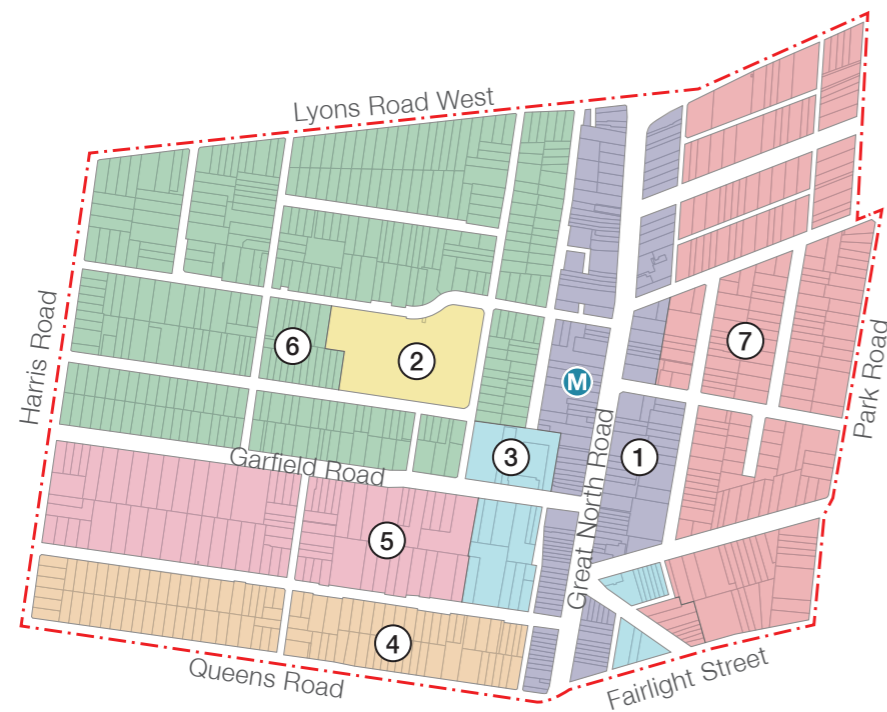 Lyons Road West
Harris Road
6
2
7
M
Park Road
3
1
Garfield Road
Great North Road
5
4
Queens Road
Fairlight Street